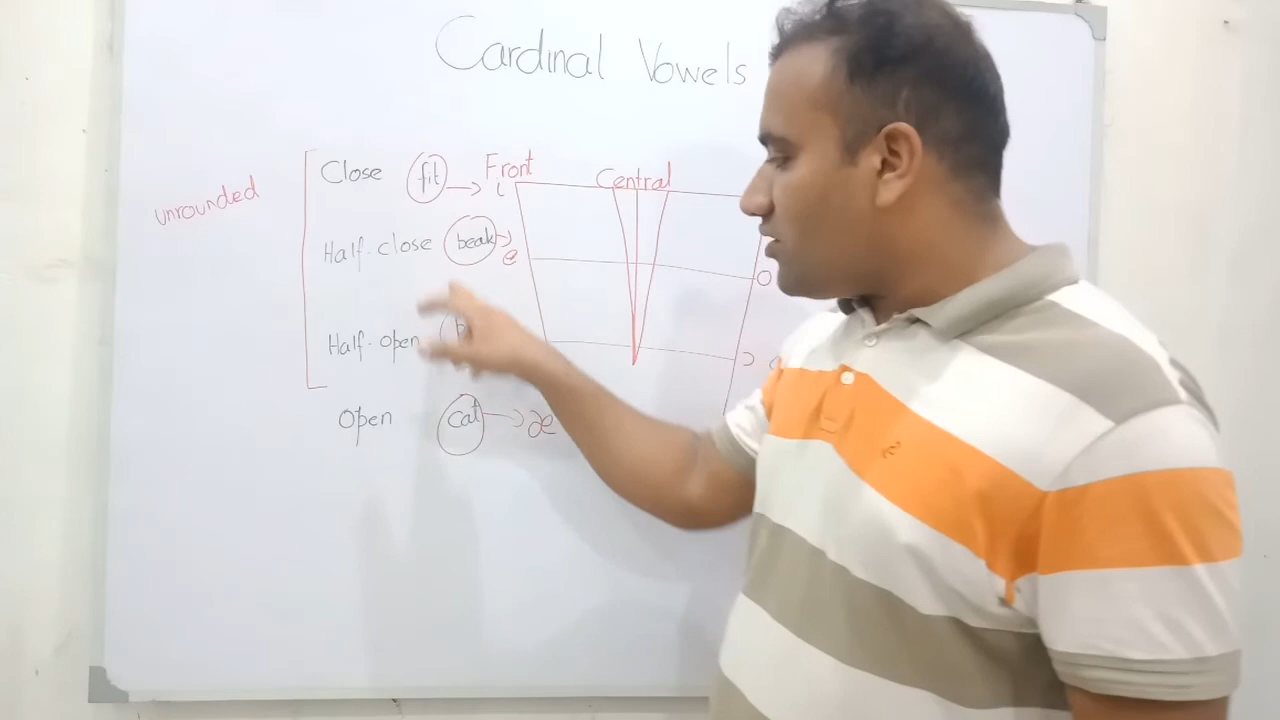 Cardinal Vowels
unrounded
Close fit → Front Central
i
Half-close beak → e
o
Half-open
ɔ
Open cat → æ